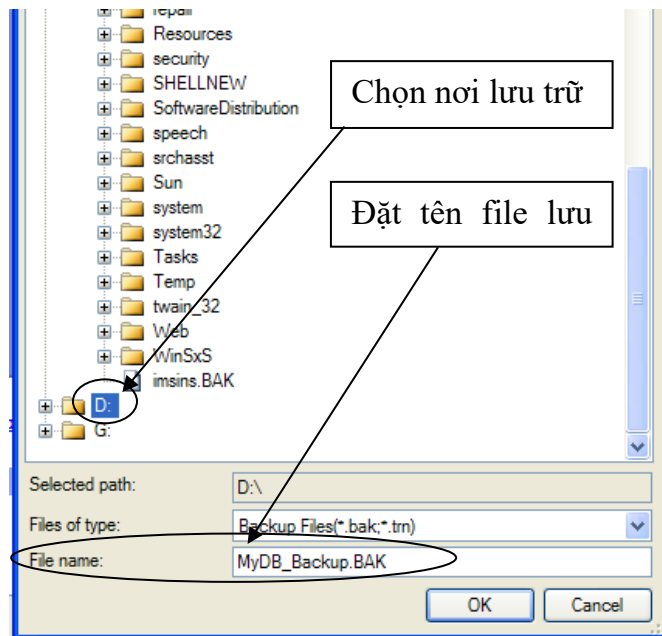 repair
Resources
security
SHELLNEW
SoftwareDistribution
speech
srchasst
Sun
system
system32
Tasks
Temp
twain_32
Web
WinSxS
imsins.BAK
D:
G:
Chọn nơi lưu trữ
Đặt tên file lưu
Selected path:
D:\
Files of type:
Backup Files(*.bak;*.trn)
File name:
MyDB_Backup.BAK
OK
Cancel